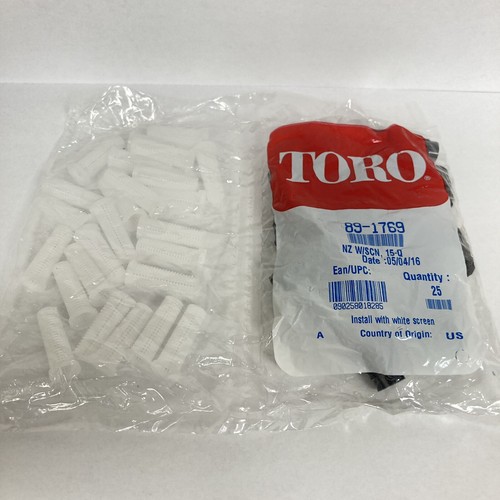 TORO®
89-1769
NZ W/SCN, 15-Q
Date :05/04/16
Ean/UPC: Quantity :
25
090258018285
Install with white screen
A Country of Origin: US